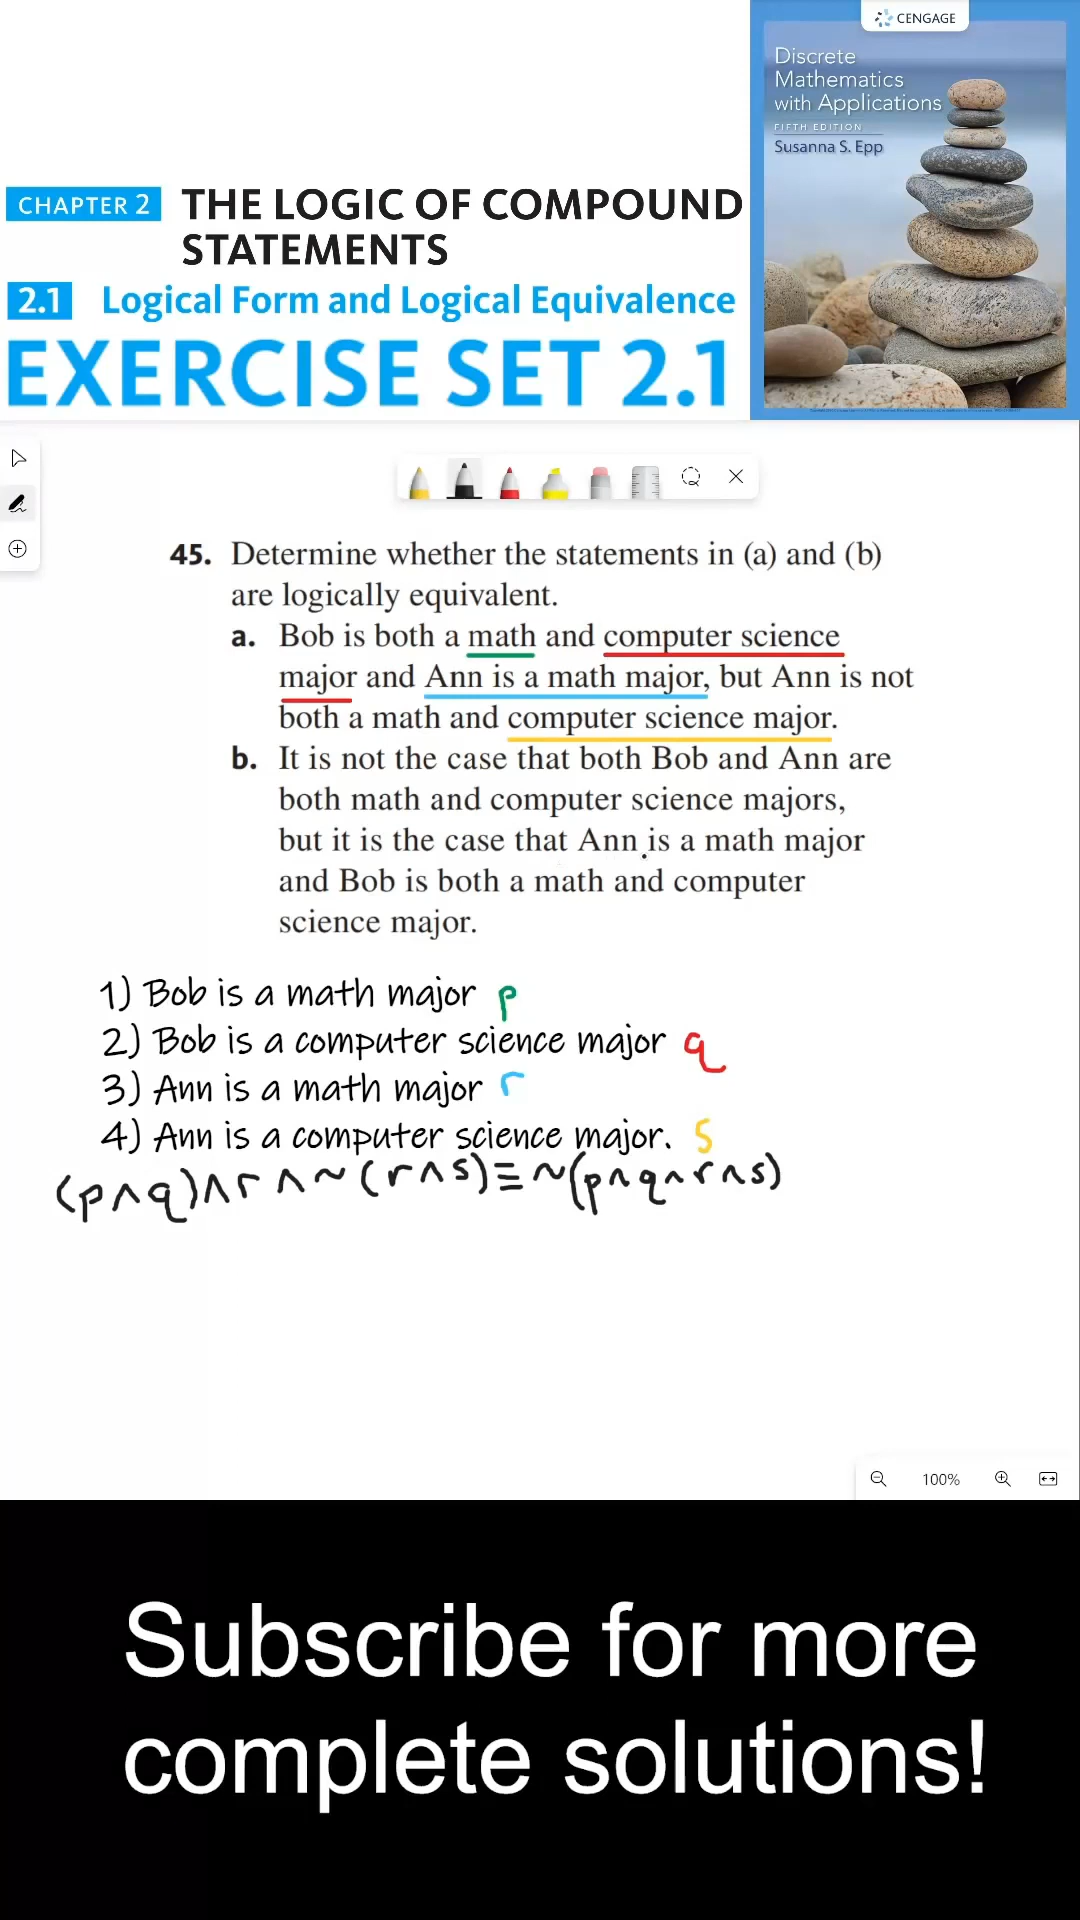 CENGAGE
Discrete
Mathematics
with Applications
FIFTH EDITION
Susanna S. Epp
CHAPTER 2 THE LOGIC OF COMPOUND
STATEMENTS
2.1 Logical Form and Logical Equivalence
EXERCISE SET 2.1
45. Determine whether the statements in (a) and (b)
are logically equivalent.
a. Bob is both a math and computer science
major and Ann is a math major, but Ann is not
both a math and computer science major.
b. It is not the case that both Bob and Ann are
both math and computer science majors,
but it is the case that Ann is a math major
and Bob is both a math and computer
science major.
1) Bob is a math major p
2) Bob is a computer science major q
3) Ann is a math major r
4) Ann is a computer science major. s
(p∧q)∧r∧~(r∧s)≡~(p∧q∧r∧s)
100%
Subscribe for more
complete solutions!